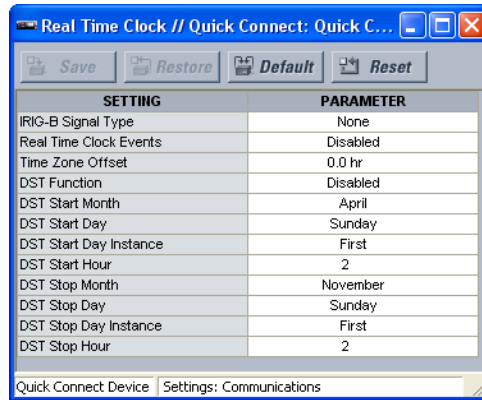 Real Time Clock // Quick Connect: Quick C...
Save Restore Default Reset
SETTING PARAMETER
IRIG-B Signal Type None
Real Time Clock Events Disabled
Time Zone Offset 0.0 hr
DST Function Disabled
DST Start Month April
DST Start Day Sunday
DST Start Day Instance First
DST Start Hour 2
DST Stop Month November
DST Stop Day Sunday
DST Stop Day Instance First
DST Stop Hour 2
Quick Connect Device Settings: Communications